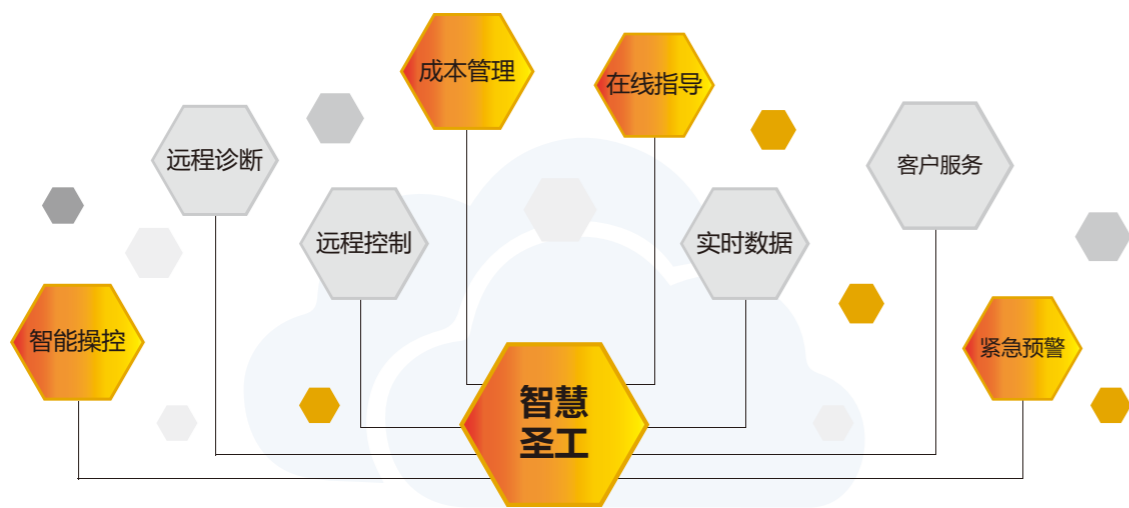 成本管理
在线指导
远程诊断
客户服务
远程控制
实时数据
智能操控
紧急预警
智慧
圣工